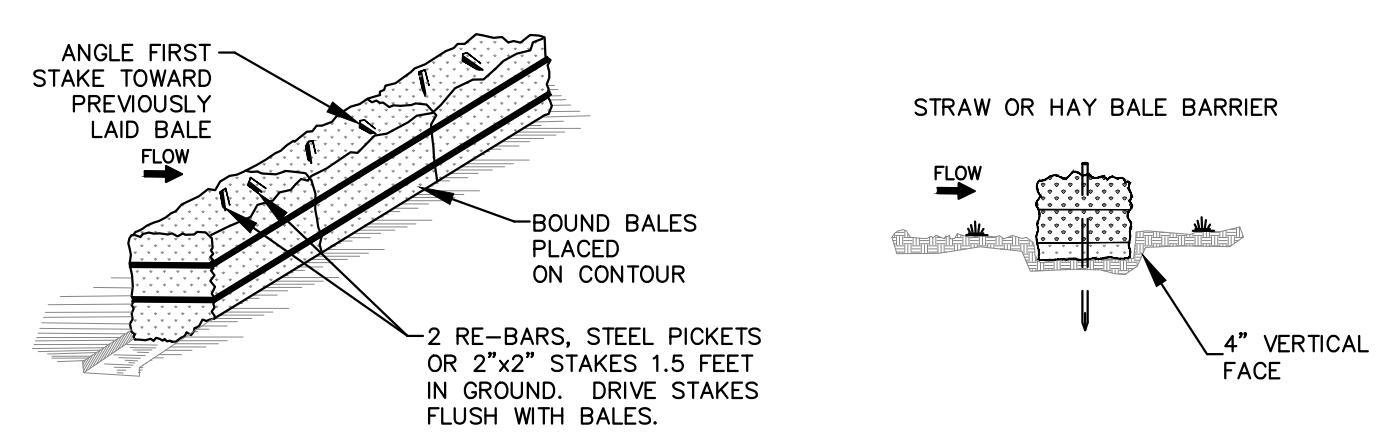 ANGLE FIRST
STAKE TOWARD
PREVIOUSLY
LAID BALE
FLOW
BOUND BALES
PLACED
ON CONTOUR
2 RE-BARS, STEEL PICKETS
OR 2"x2" STAKES 1.5 FEET
IN GROUND. DRIVE STAKES
FLUSH WITH BALES.
STRAW OR HAY BALE BARRIER
FLOW
4" VERTICAL
FACE